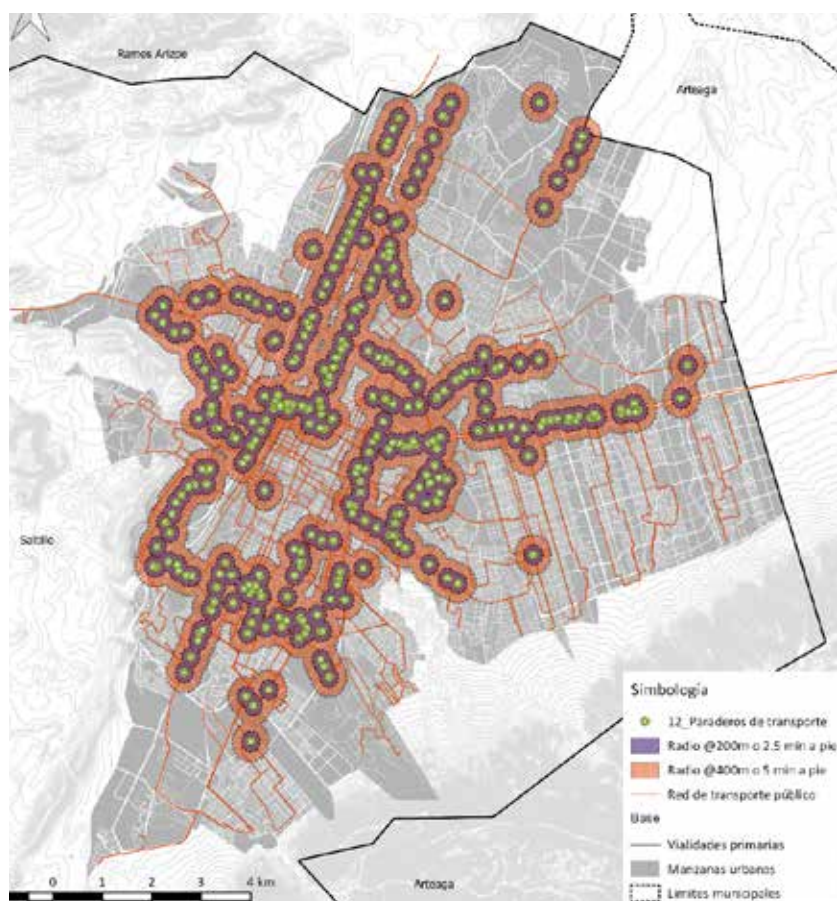 Ramos Arizpe
Arteaga
Saltillo
Simbología
12_Paraderos de transporte
Radio @200m o 2.5 min a pie
Radio @400m o 5 min a pie
Red de transporte público
Base
Vialidades primarias
Manzanas urbanas
Limites municipales
Arteaga
0 1 2 3 4 km